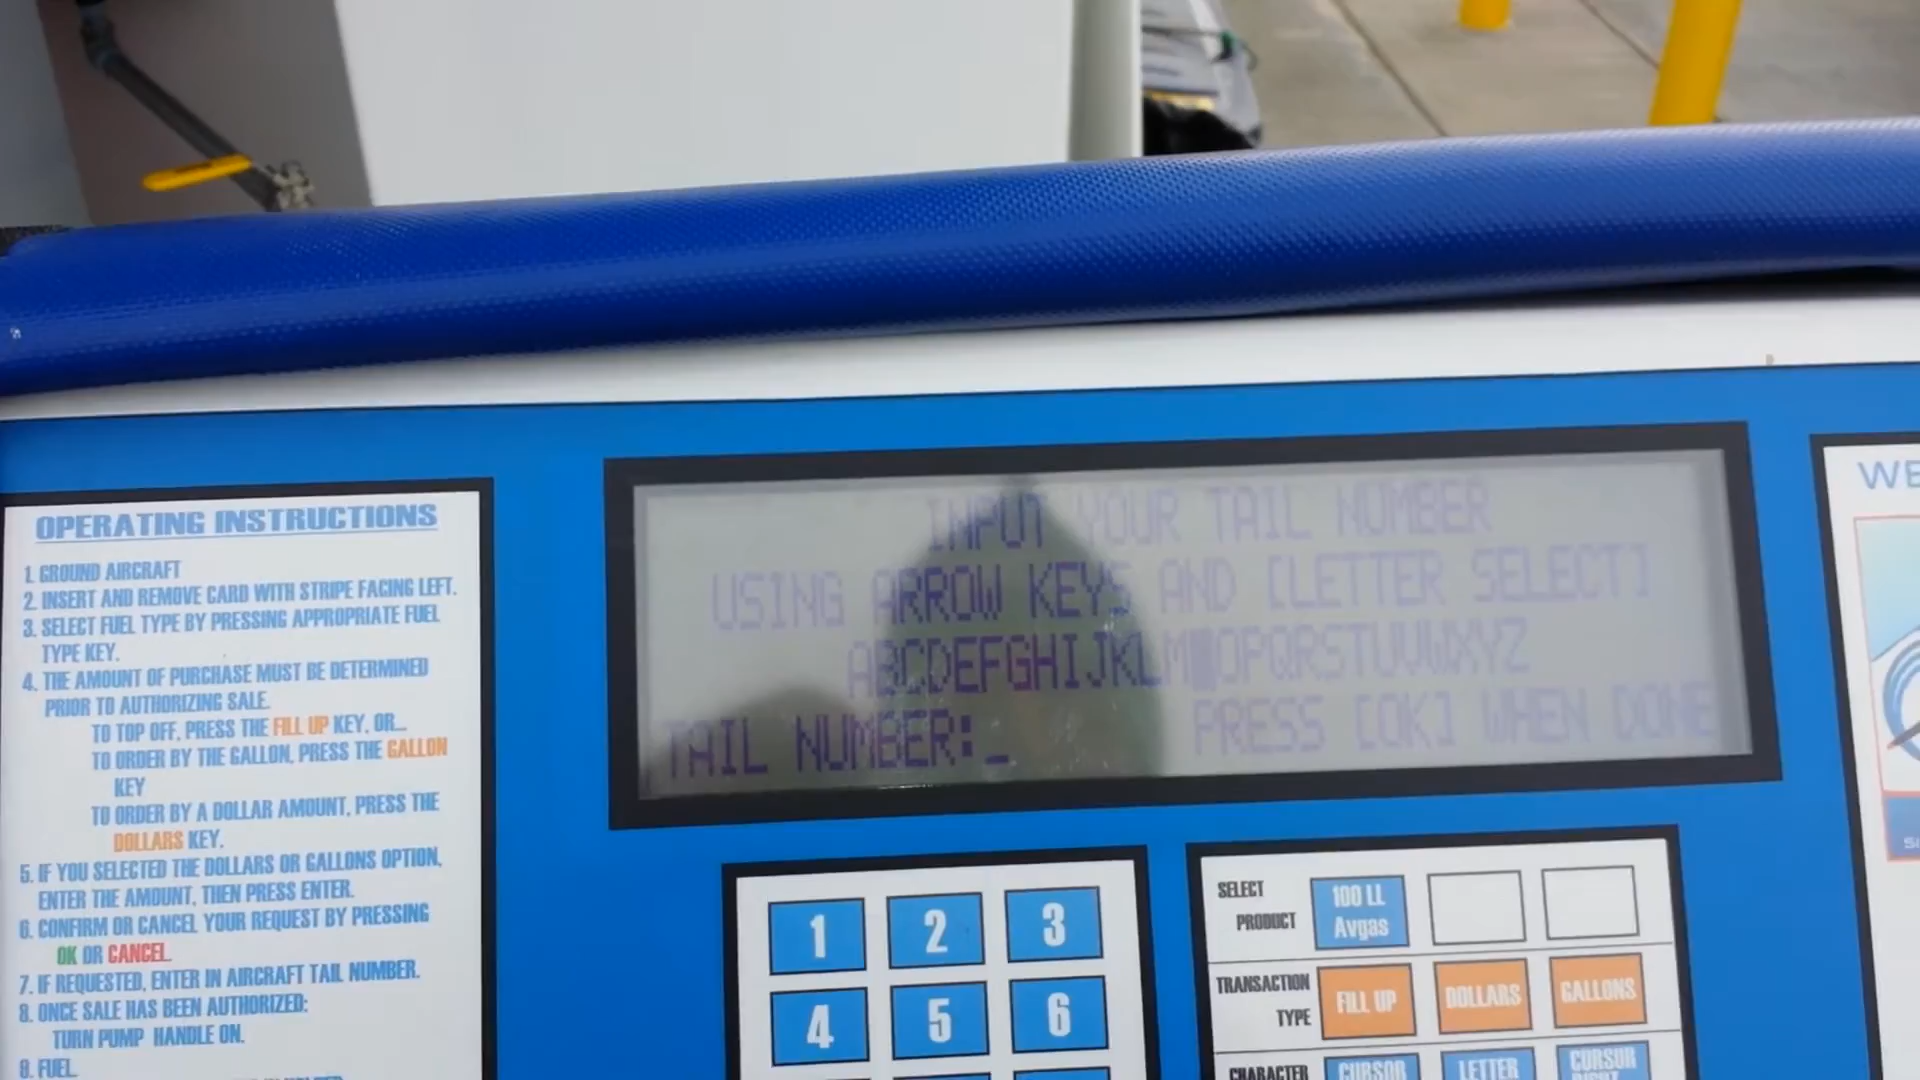 OPERATING INSTRUCTIONS
1. GROUND AIRCRAFT
2. INSERT AND REMOVE CARD WITH STRIPE FACING LEFT.
3. SELECT FUEL TYPE BY PRESSING APPROPRIATE FUEL
TYPE KEY.
4. THE AMOUNT OF PURCHASE MUST BE DETERMINED
PRIOR TO AUTHORIZING SALE.
TO TOP OFF, PRESS THE FILL UP KEY, OR...
TO ORDER BY THE GALLON, PRESS THE GALLON
KEY
TO ORDER BY A DOLLAR AMOUNT, PRESS THE
DOLLARS KEY.
5. IF YOU SELECTED THE DOLLARS OR GALLONS OPTION,
ENTER THE AMOUNT, THEN PRESS ENTER.
6. CONFIRM OR CANCEL YOUR REQUEST BY PRESSING
OK OR CANCEL.
7. IF REQUESTED, ENTER IN AIRCRAFT TAIL NUMBER.
8. ONCE SALE HAS BEEN AUTHORIZED:
TURN PUMP HANDLE ON.
9. FUEL.
INPUT YOUR TAIL NUMBER
USING ARROW KEYS AND [LETTER SELECT]
ABCDEFGHIJKLM█OPQRSTUVWXYZ
TAIL NUMBER:_ PRESS [OK] WHEN DONE
1 2 3
4 5 6
SELECT
PRODUCT
100 LL
Avgas
TRANSACTION
TYPE
FILL UP
DOLLARS
GALLONS
CHARACTER
CURSOR
LETTER
CURSOR
WE